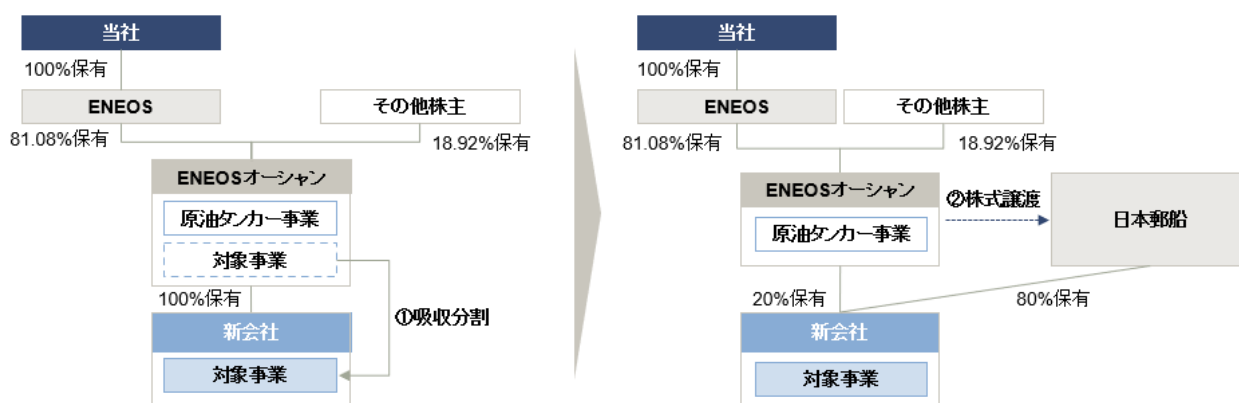 当社
100%保有
ENEOS
その他株主
81.08%保有
18.92%保有
ENEOSオーシャン
原油タンカー事業
対象事業
100%保有
①吸収分割
新会社
対象事業
当社
100%保有
ENEOS
その他株主
81.08%保有
18.92%保有
ENEOSオーシャン
②株式譲渡
日本郵船
原油タンカー事業
20%保有
80%保有
新会社
対象事業